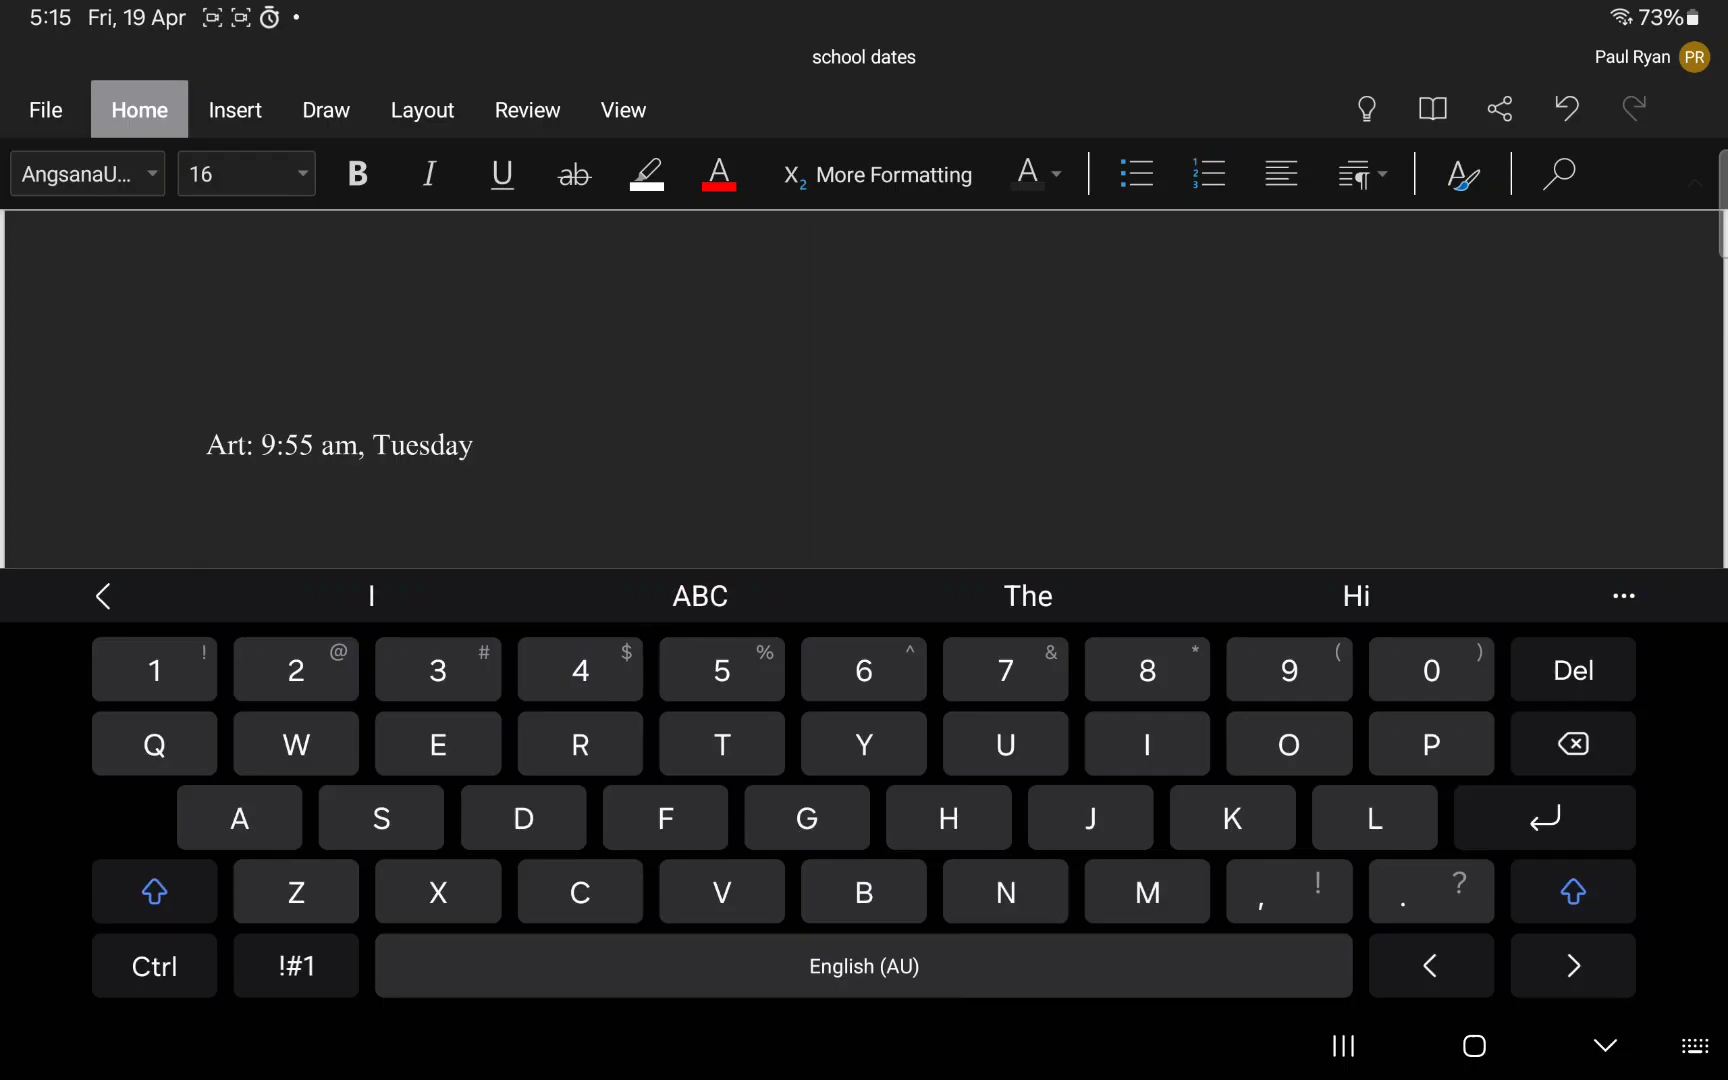 5:15 Fri, 19 Apr 73%
school dates
Paul Ryan PR
File Home Insert Draw Layout Review View
AngsanaU... 16 B I U ab A X2 More Formatting A
Art: 9:55 am, Tuesday
I ABC The Hi ...
1 ! 2 @ 3 # 4 $ 5 % 6 ^ 7 & 8 * 9 ( 0 ) Del
Q W E R T Y U I O P
A S D F G H J K L
Z X C V B N M , ! . ?
Ctrl !#1 English (AU) < >